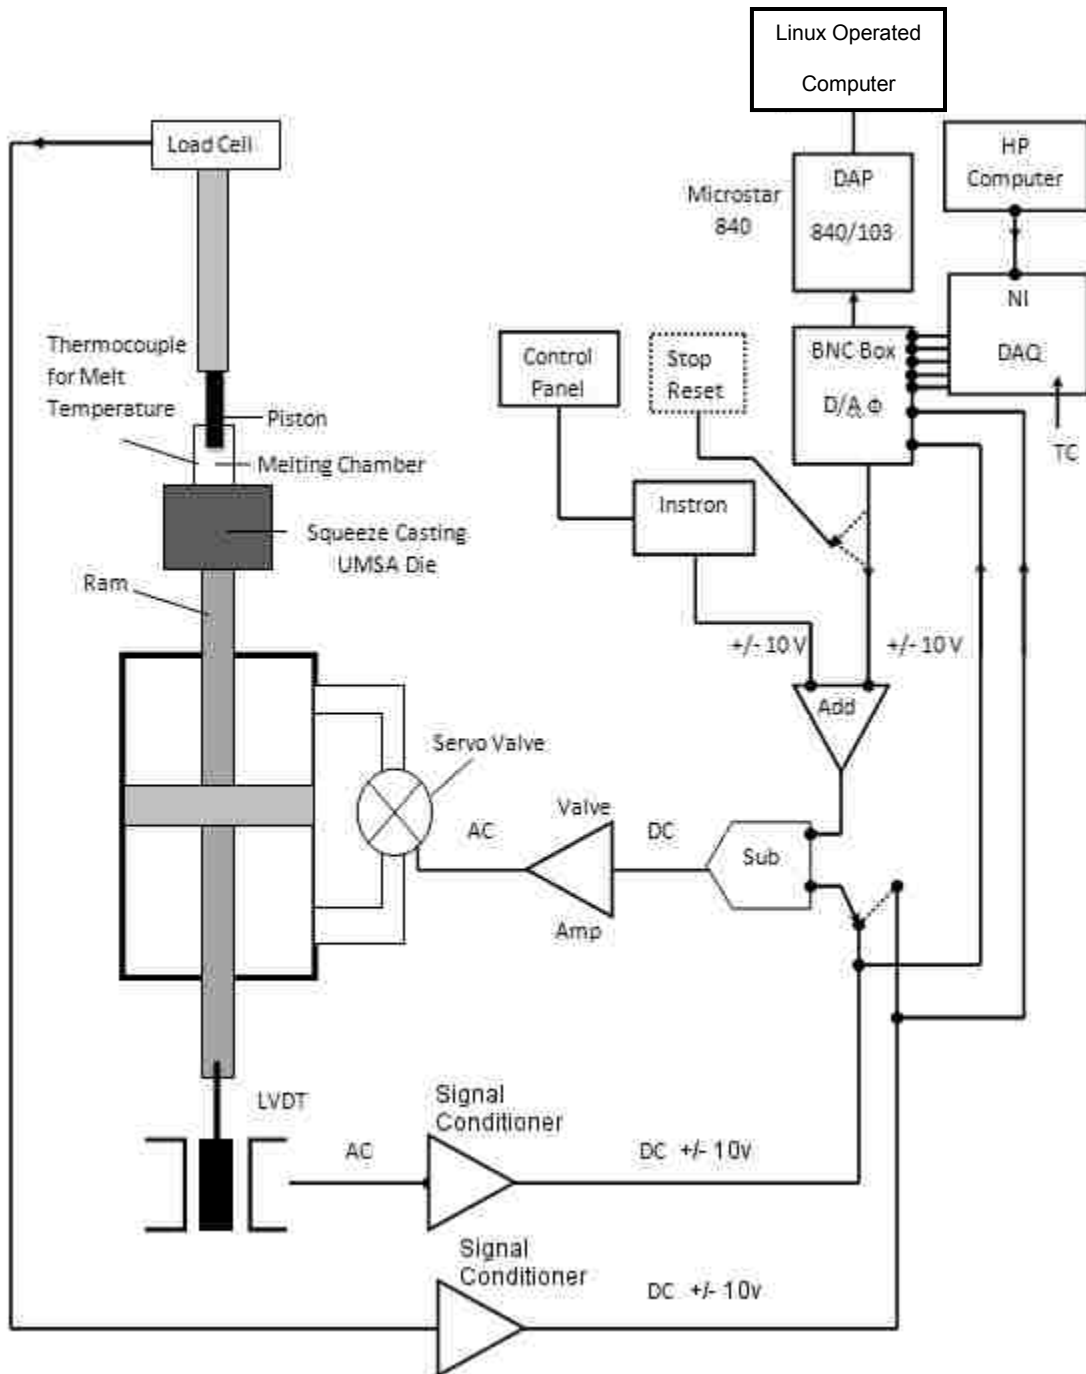 Linux Operated
Computer
Load Cell
DAP
840/103
Microstar
840
HP
Computer
NI
DAQ
TC
BNC Box
D/A Φ
Stop
Reset
Control
Panel
Thermocouple
for Melt
Temperature
Piston
Melting Chamber
Instron
Squeeze Casting
UMSA Die
Ram
+/- 10 V
+/- 10 V
Add
Servo Valve
Valve
AC
DC
Sub
Amp
LVDT
Signal
Conditioner
AC
DC +/- 10v
Signal
Conditioner
DC +/- 10v